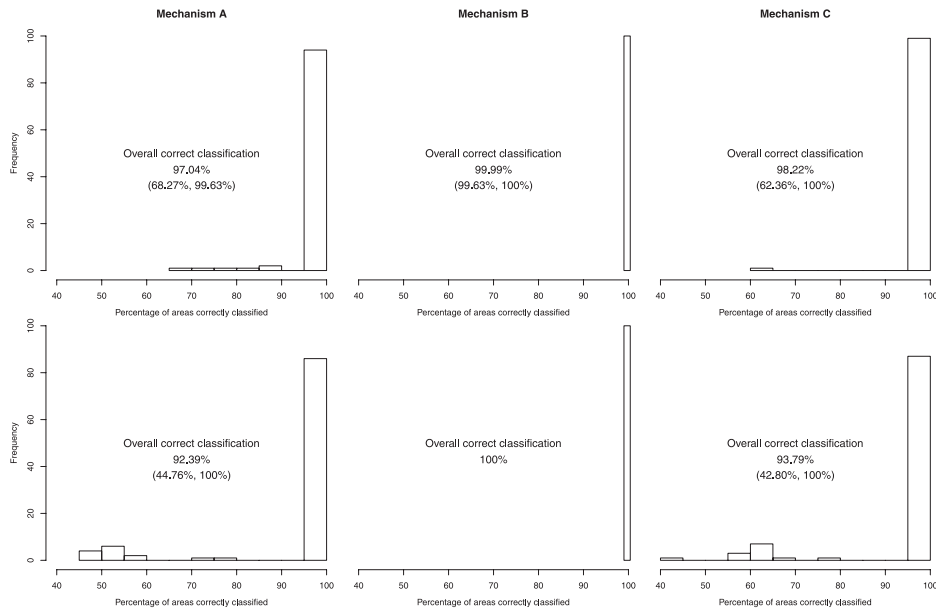 Mechanism A
Mechanism B
Mechanism C
Frequency
0
20
40
60
80
100
Overall correct classification
97.04%
(68.27%, 99.63%)
40 50 60 70 80 90 100
Percentage of areas correctly classified
Overall correct classification
99.99%
(99.63%, 100%)
40 50 60 70 80 90 100
Percentage of areas correctly classified
Overall correct classification
98.22%
(62.36%, 100%)
40 50 60 70 80 90 100
Percentage of areas correctly classified
Frequency
0
20
40
60
80
100
Overall correct classification
92.39%
(44.76%, 100%)
40 50 60 70 80 90 100
Percentage of areas correctly classified
Overall correct classification
100%
40 50 60 70 80 90 100
Percentage of areas correctly classified
Overall correct classification
93.79%
(42.80%, 100%)
40 50 60 70 80 90 100
Percentage of areas correctly classified